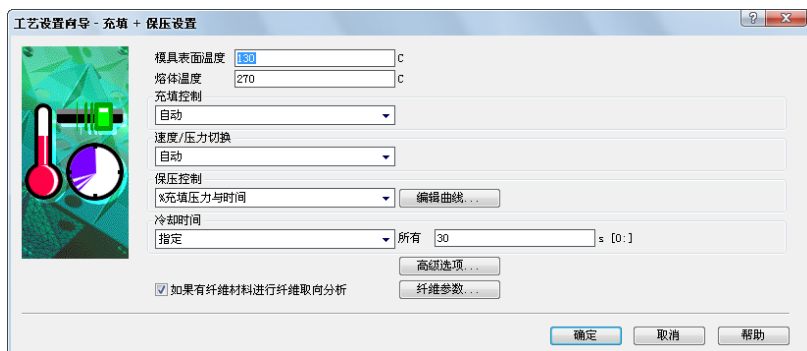 工艺设置向导 - 充填 + 保压设置
模具表面温度 130 C
熔体温度 270 C
充填控制
自动
速度/压力切换
自动
保压控制
%充填压力与时间 编辑曲线...
冷却时间
指定 所有 30 s [0:]
高级选项...
如果有纤维材料进行纤维取向分析 纤维参数...
确定 取消 帮助